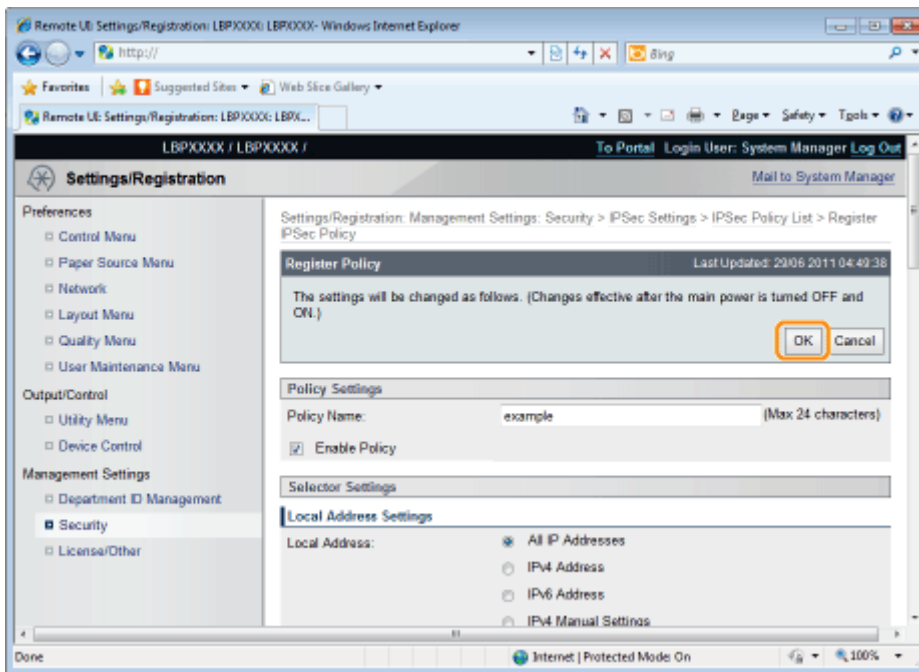 Remote UI: Settings/Registration: LBPXXXX: LBPXXXX- Windows Internet Explorer
http://
Bing
Favorites Suggested Sites Web Slice Gallery
Remote UI: Settings/Registration: LBPXXXX: LBPX...
Page Safety Tools
LBPXXXX / LBPXXXX /
To Portal Login User: System Manager Log Out
Settings/Registration
Mail to System Manager
Preferences
Control Menu
Paper Source Menu
Network
Layout Menu
Quality Menu
User Maintenance Menu
Output/Control
Utility Menu
Device Control
Management Settings
Department ID Management
Security
License/Other
Settings/Registration: Management Settings: Security > IPSec Settings > IPSec Policy List > Register
IPSec Policy
Register Policy
Last Updated: 29/06 2011 04:49:38
The settings will be changed as follows. (Changes effective after the main power is turned OFF and
ON.)
OK Cancel
Policy Settings
Policy Name: example (Max 24 characters)
Enable Policy
Selector Settings
Local Address Settings
Local Address: All IP Addresses
IPv4 Address
IPv6 Address
IPv4 Manual Settings
Done
Internet | Protected Mode: On
100%